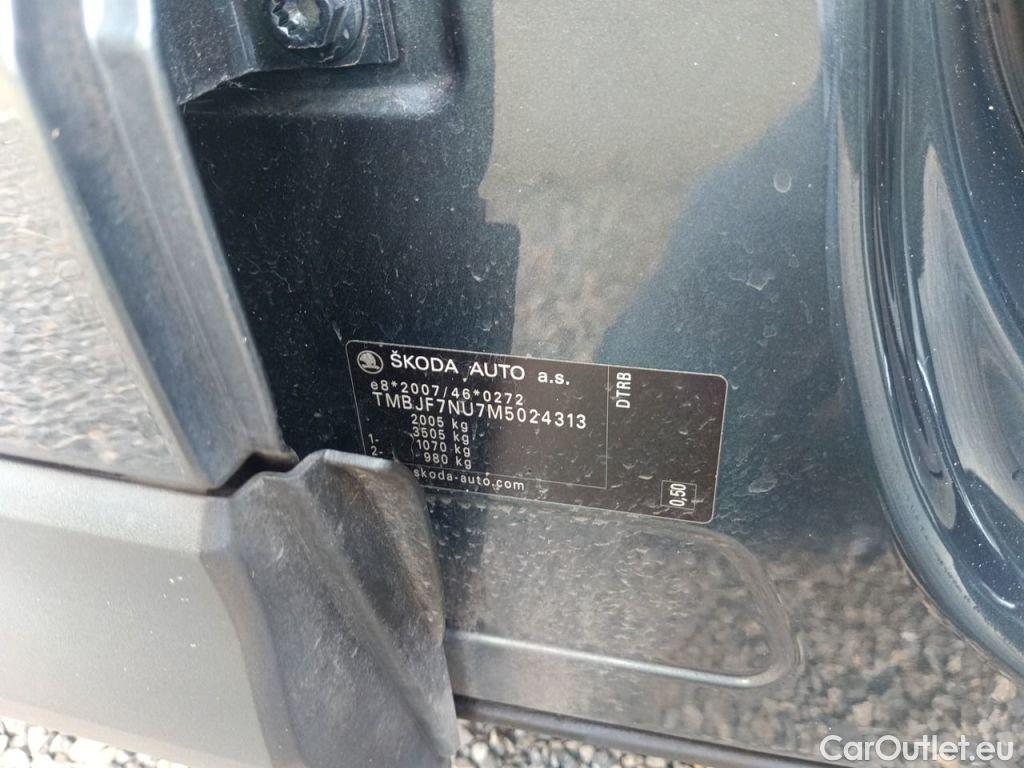 ŠKODA AUTO a.s.
e8*2007/46*0272
TMBJF7NU7M5024313
2005 kg
3505 kg
1- 1070 kg
2- 980 kg
skoda-auto.com
DTRB
0,50
CarOutlet.eu